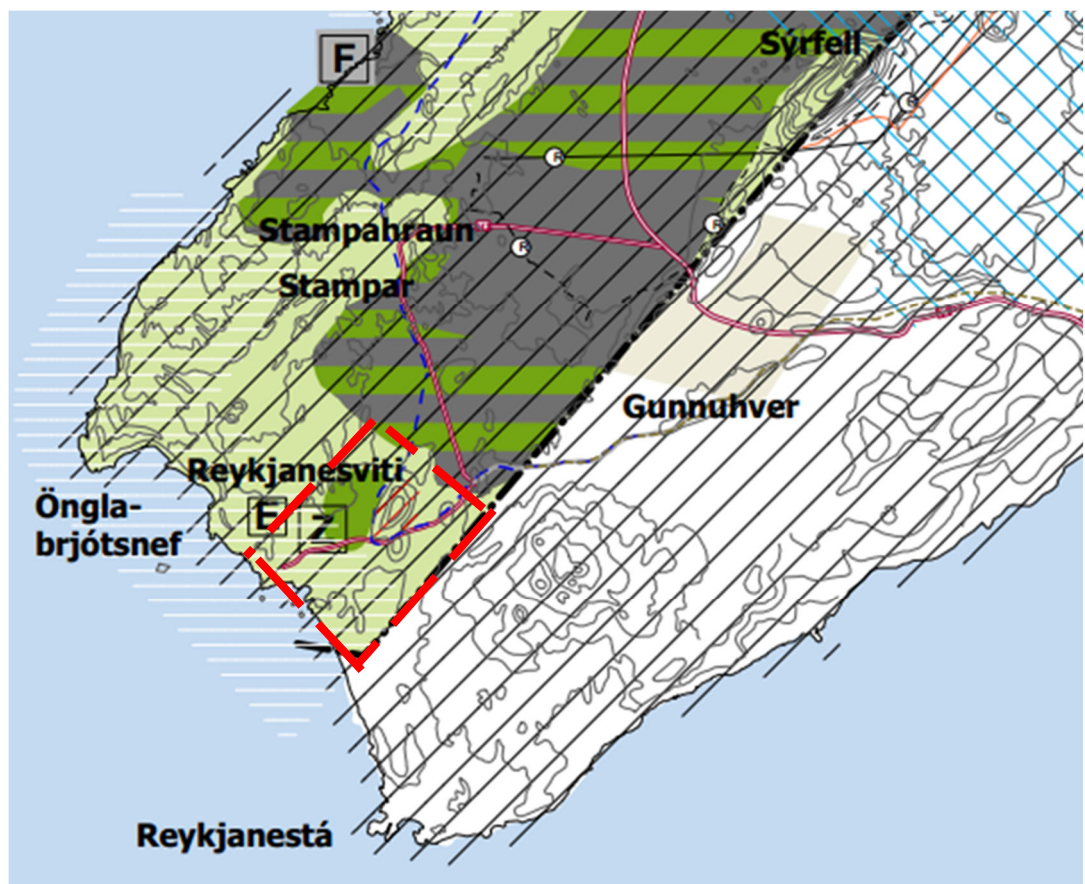 F
Sýrfell
F
F
F
Stampahraun
Stampar
Gunnuhver
Reykjanesviti
E
Öngla-
brjótsnef
Reykjanestá